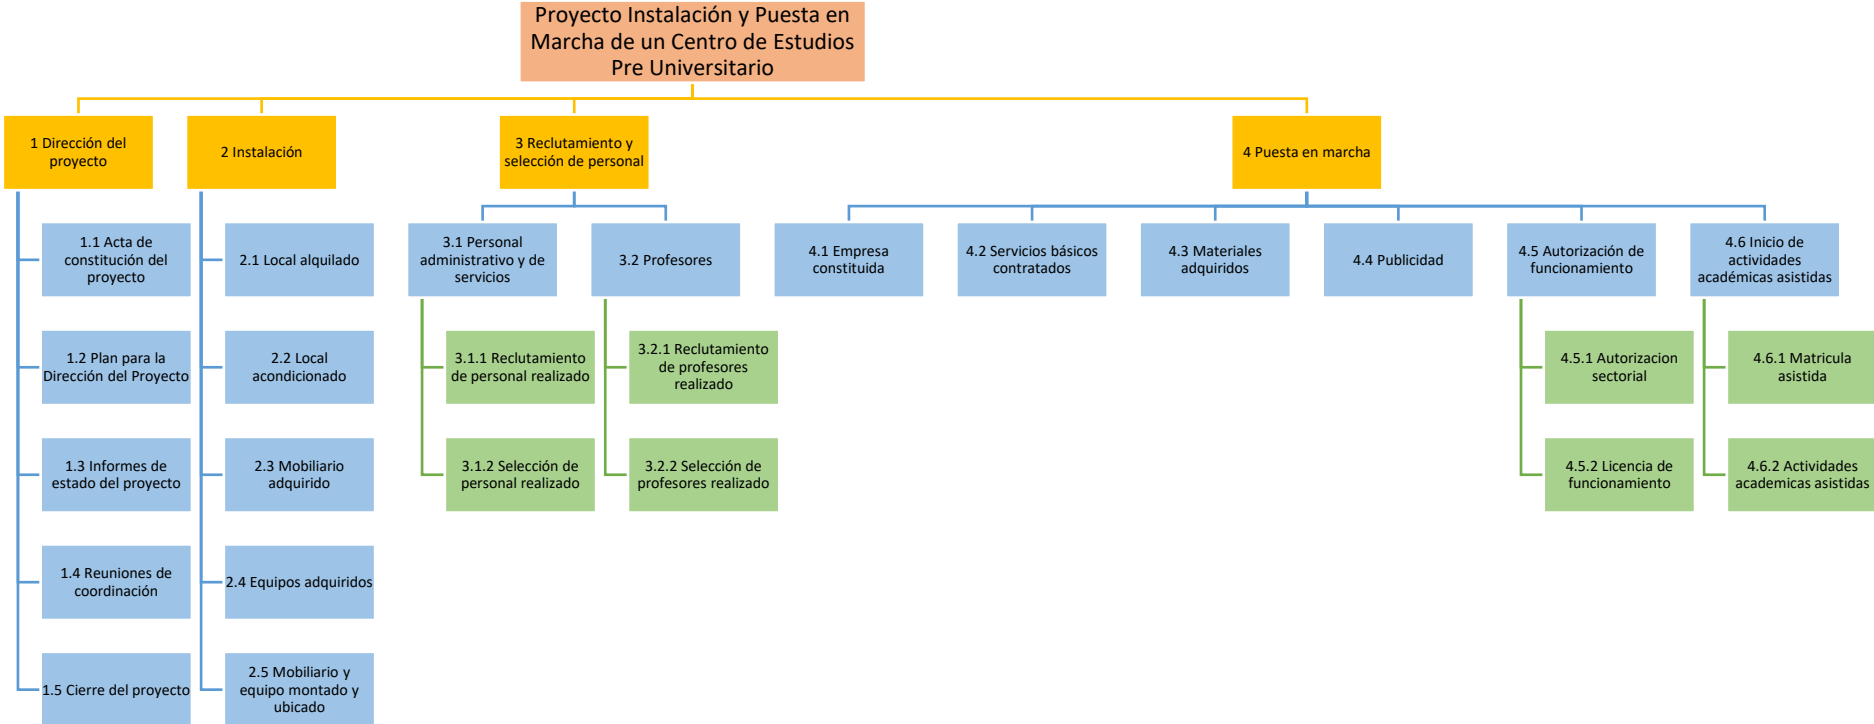 Proyecto Instalación y Puesta en
Marcha de un Centro de Estudios
Pre Universitario
1 Dirección del
proyecto
2 Instalación
3 Reclutamiento y
selección de personal
4 Puesta en marcha
1.1 Acta de
constitución del
proyecto
2.1 Local alquilado
3.1 Personal
administrativo y de
servicios
3.2 Profesores
4.1 Empresa
constituida
4.2 Servicios básicos
contratados
4.3 Materiales
adquiridos
4.4 Publicidad
4.5 Autorización de
funcionamiento
4.6 Inicio de
actividades
académicas asistidas
1.2 Plan para la
Dirección del Proyecto
2.2 Local
acondicionado
3.1.1 Reclutamiento
de personal realizado
3.2.1 Reclutamiento
de profesores
realizado
4.5.1 Autorizacion
sectorial
4.6.1 Matricula
asistida
1.3 Informes de
estado del proyecto
2.3 Mobiliario
adquirido
3.1.2 Selección de
personal realizado
3.2.2 Selección de
profesores realizado
4.5.2 Licencia de
funcionamiento
4.6.2 Actividades
academicas asistidas
1.4 Reuniones de
coordinación
2.4 Equipos adquiridos
1.5 Cierre del proyecto
2.5 Mobiliario y
equipo montado y
ubicado